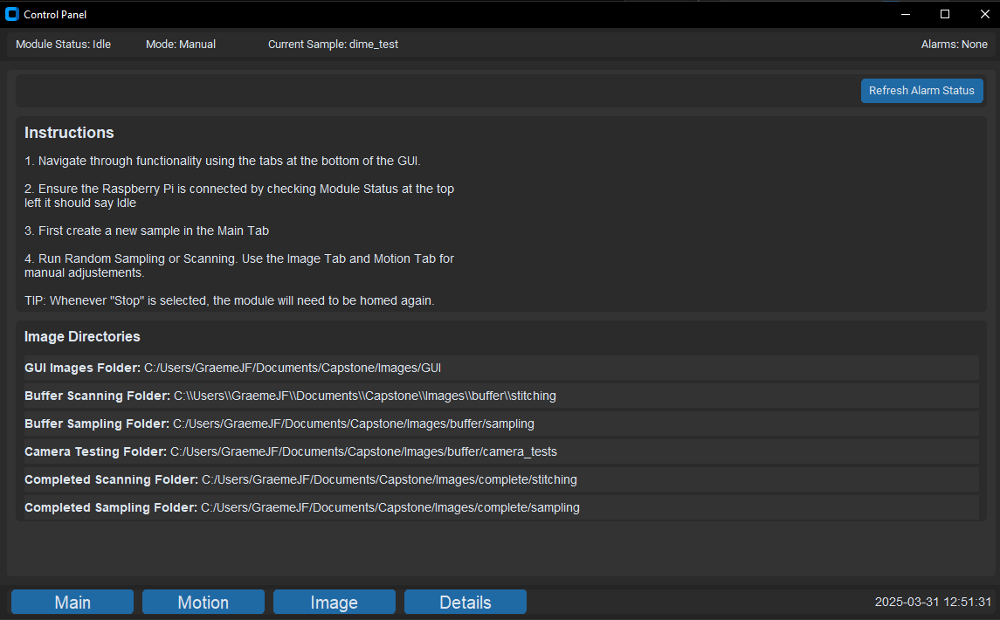 Control Panel
Module Status: Idle
Mode: Manual
Current Sample: dime_test
Alarms: None
Refresh Alarm Status
Instructions
1. Navigate through functionality using the tabs at the bottom of the GUI.
2. Ensure the Raspberry Pi is connected by checking Module Status at the top
left it should say Idle
3. First create a new sample in the Main Tab
4. Run Random Sampling or Scanning. Use the Image Tab and Motion Tab for
manual adjustements.
TIP: Whenever "Stop" is selected, the module will need to be homed again.
Image Directories
GUI Images Folder: C:/Users/GraemeJF/Documents/Capstone/Images/GUI
Buffer Scanning Folder: C:\\Users\\GraemeJF\\Documents\\Capstone\\Images\\buffer\\stitching
Buffer Sampling Folder: C:/Users/GraemeJF/Documents/Capstone/Images/buffer/sampling
Camera Testing Folder: C:/Users/GraemeJF/Documents/Capstone/Images/buffer/camera_tests
Completed Scanning Folder: C:/Users/GraemeJF/Documents/Capstone/Images/complete/stitching
Completed Sampling Folder: C:/Users/GraemeJF/Documents/Capstone/Images/complete/sampling
Main
Motion
Image
Details
2025-03-31 12:51:31